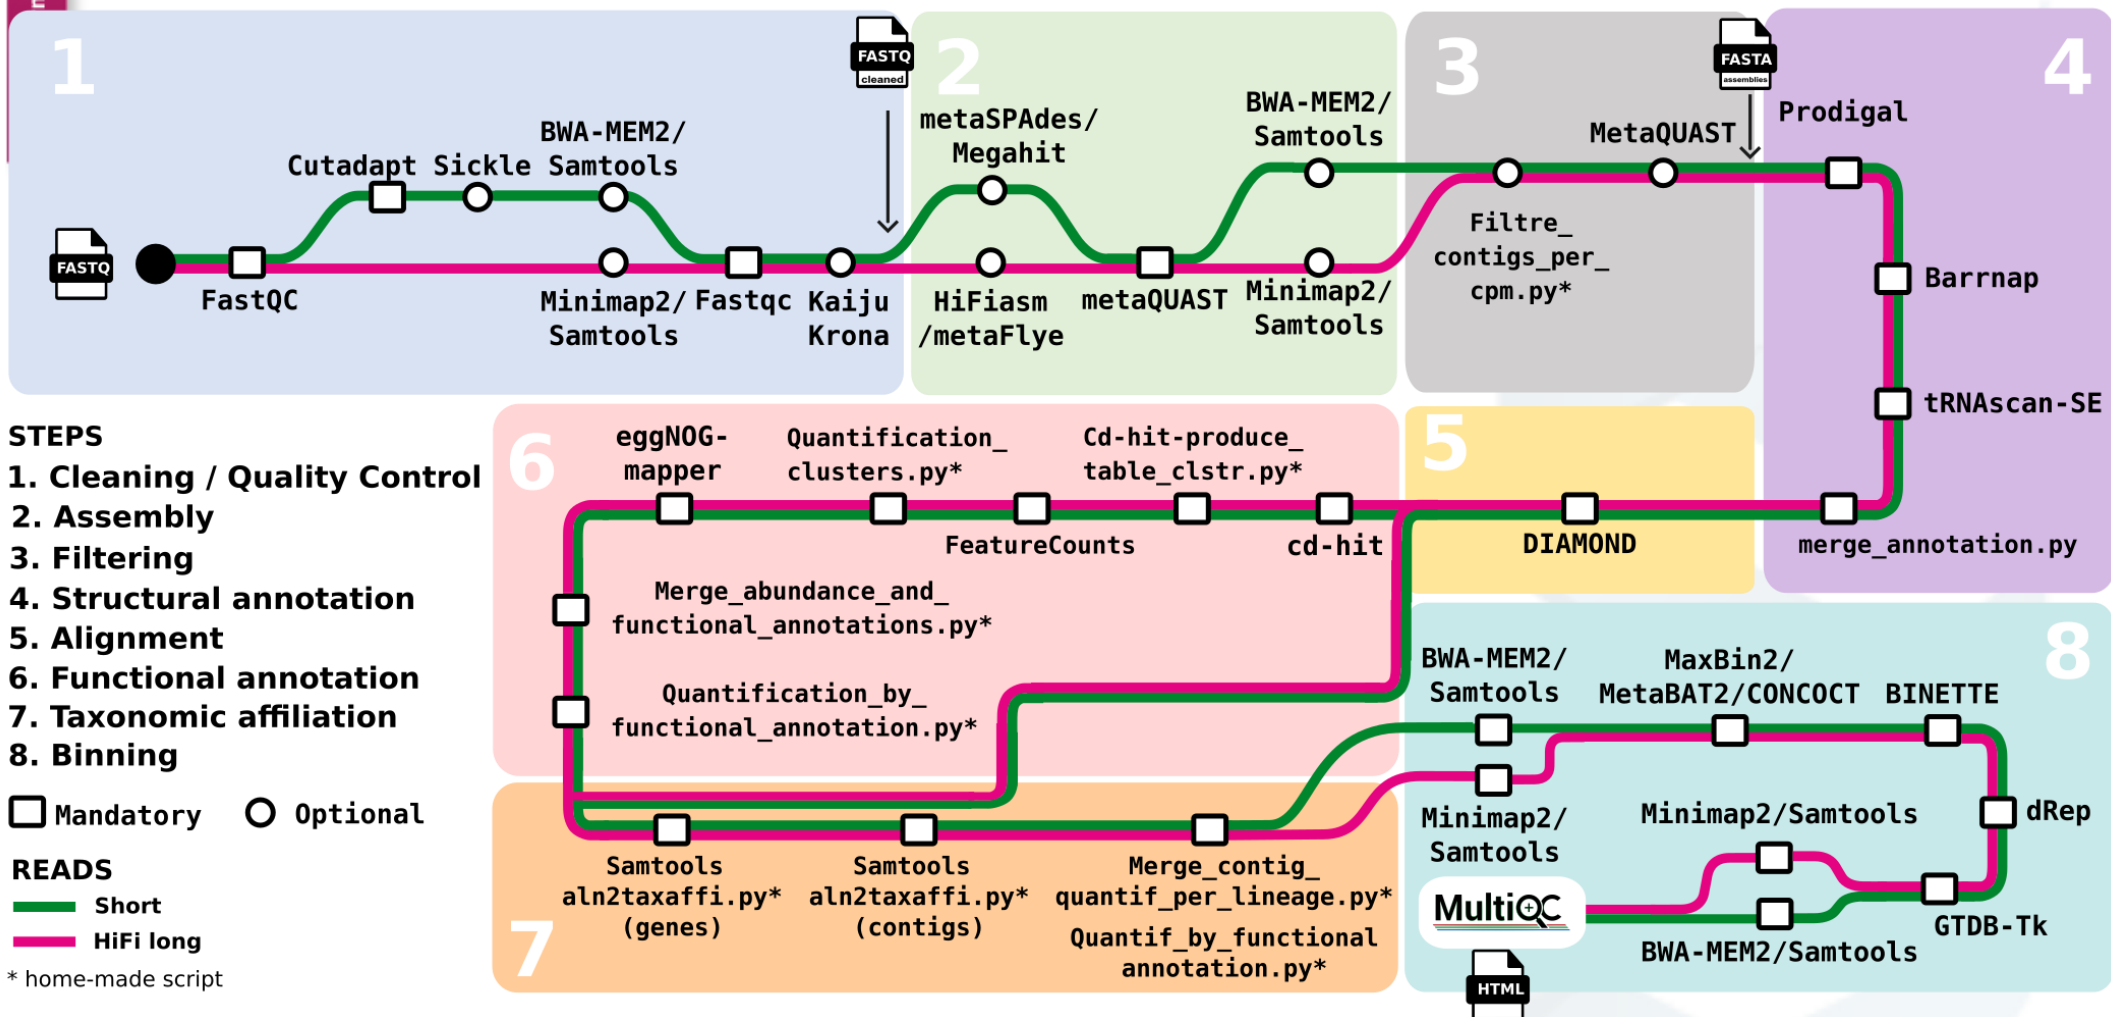 1
FASTQ
cleaned
2
3
FASTA
assemblies
4
Cutadapt
Sickle
BWA-MEM2/
Samtools
FASTQ
FastQC
Minimap2/
Samtools
Fastqc
Kaiju
Krona
metaSPAdes/
Megahit
HiFiasm
/metaFlye
metaQUAST
BWA-MEM2/
Samtools
Minimap2/
Samtools
Filtre_
contigs_per_
cpm.py*
MetaQUAST
Prodigal
Barrnap
tRNAscan-SE
merge_annotation.py
5
DIAMOND
6
cd-hit
Cd-hit-produce_
table_clstr.py*
FeatureCounts
Quantification_
clusters.py*
eggNOG-
mapper
Merge_abundance_and_
functional_annotations.py*
Quantification_by_
functional_annotation.py*
7
Samtools
aln2taxaffi.py*
(genes)
Samtools
aln2taxaffi.py*
(contigs)
Merge_contig_
quantif_per_lineage.py*
Quantif_by_functional
annotation.py*
8
BWA-MEM2/
Samtools
Minimap2/
Samtools
MaxBin2/
MetaBAT2/CONCOCT
BINETTE
dRep
GTDB-Tk
Minimap2/Samtools
BWA-MEM2/Samtools
MultiQC
HTML
STEPS
1. Cleaning / Quality Control
2. Assembly
3. Filtering
4. Structural annotation
5. Alignment
6. Functional annotation
7. Taxonomic affiliation
8. Binning
Mandatory
Optional
READS
Short
HiFi long
* home-made script